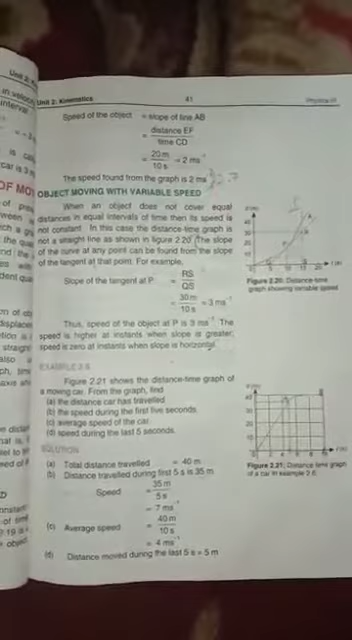 Unit 2: Kinematics 41 Physics IX
Speed of the object = slope of line AB
= distance EF / time CD
= 20 m / 10 s = 2 ms⁻¹
The speed found from the graph is 2 ms⁻¹
OBJECT MOVING WITH VARIABLE SPEED
When an object does not cover equal
distances in equal intervals of time then its speed is
not constant. In this case the distance-time graph is
not a straight line as shown in figure 2.20. The slope
of the curve at any point can be found from the slope
of the tangent at that point. For example,
Slope of the tangent at P = RS / QS
= 30 m / 10 s = 3 ms⁻¹
Thus, speed of the object at P is 3 ms⁻¹. The
speed is higher at instants when slope is greater;
speed is zero at instants when slope is horizontal.
Figure 2.20: Distance-time
graph showing variable speed
EXAMPLE 2.6
Figure 2.21 shows the distance-time graph of
a moving car. From the graph, find
(a) the distance car has travelled
(b) the speed during the first five seconds.
(c) average speed of the car
(d) speed during the last 5 seconds.
SOLUTION
(a) Total distance travelled = 40 m
(b) Distance travelled during first 5 s is 35 m
Speed = 35 m / 5 s
= 7 ms⁻¹
(c) Average speed = 40 m / 10 s
= 4 ms⁻¹
(d) Distance moved during the last 5 s = 5 m
Figure 2.21: Distance time graph
of a car in example 2.6